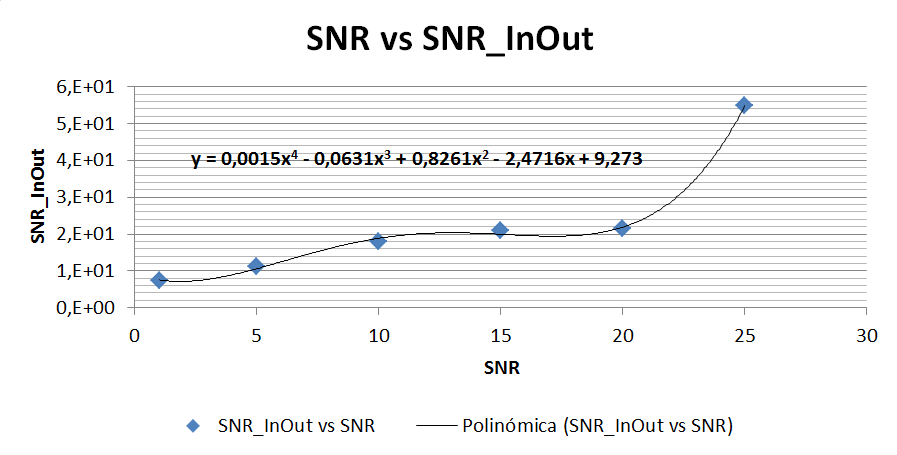 SNR vs SNR_InOut
6,E+01
5,E+01
4,E+01
3,E+01
2,E+01
1,E+01
0,E+00
SNR_InOut
y = 0,0015x⁴ - 0,0631x³ + 0,8261x² - 2,4716x + 9,273
0 5 10 15 20 25 30
SNR
SNR_InOut vs SNR
Polinómica (SNR_InOut vs SNR)